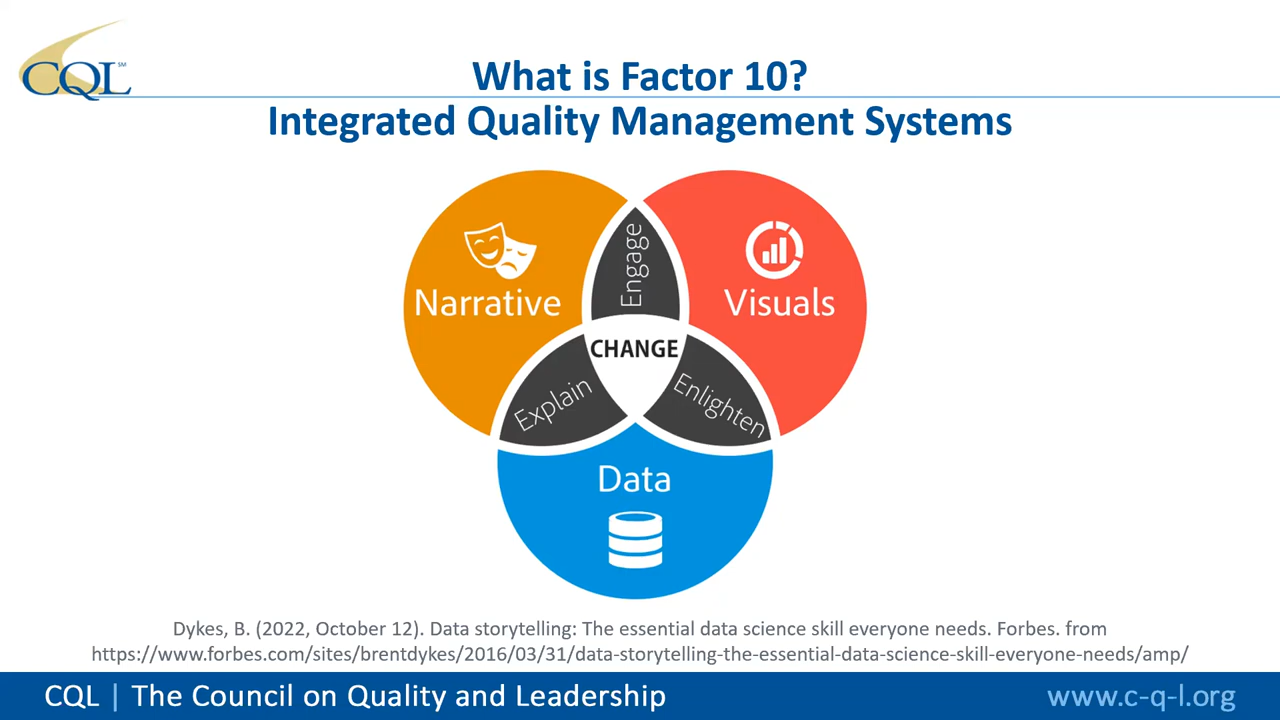 CQL SM
What is Factor 10?
Integrated Quality Management Systems
Engage
Narrative
Visuals
CHANGE
Explain
Enlighten
Data
Dykes, B. (2022, October 12). Data storytelling: The essential data science skill everyone needs. Forbes. from
https://www.forbes.com/sites/brentdykes/2016/03/31/data-storytelling-the-essential-data-science-skill-everyone-needs/amp/
CQL | The Council on Quality and Leadership
www.c-q-l.org